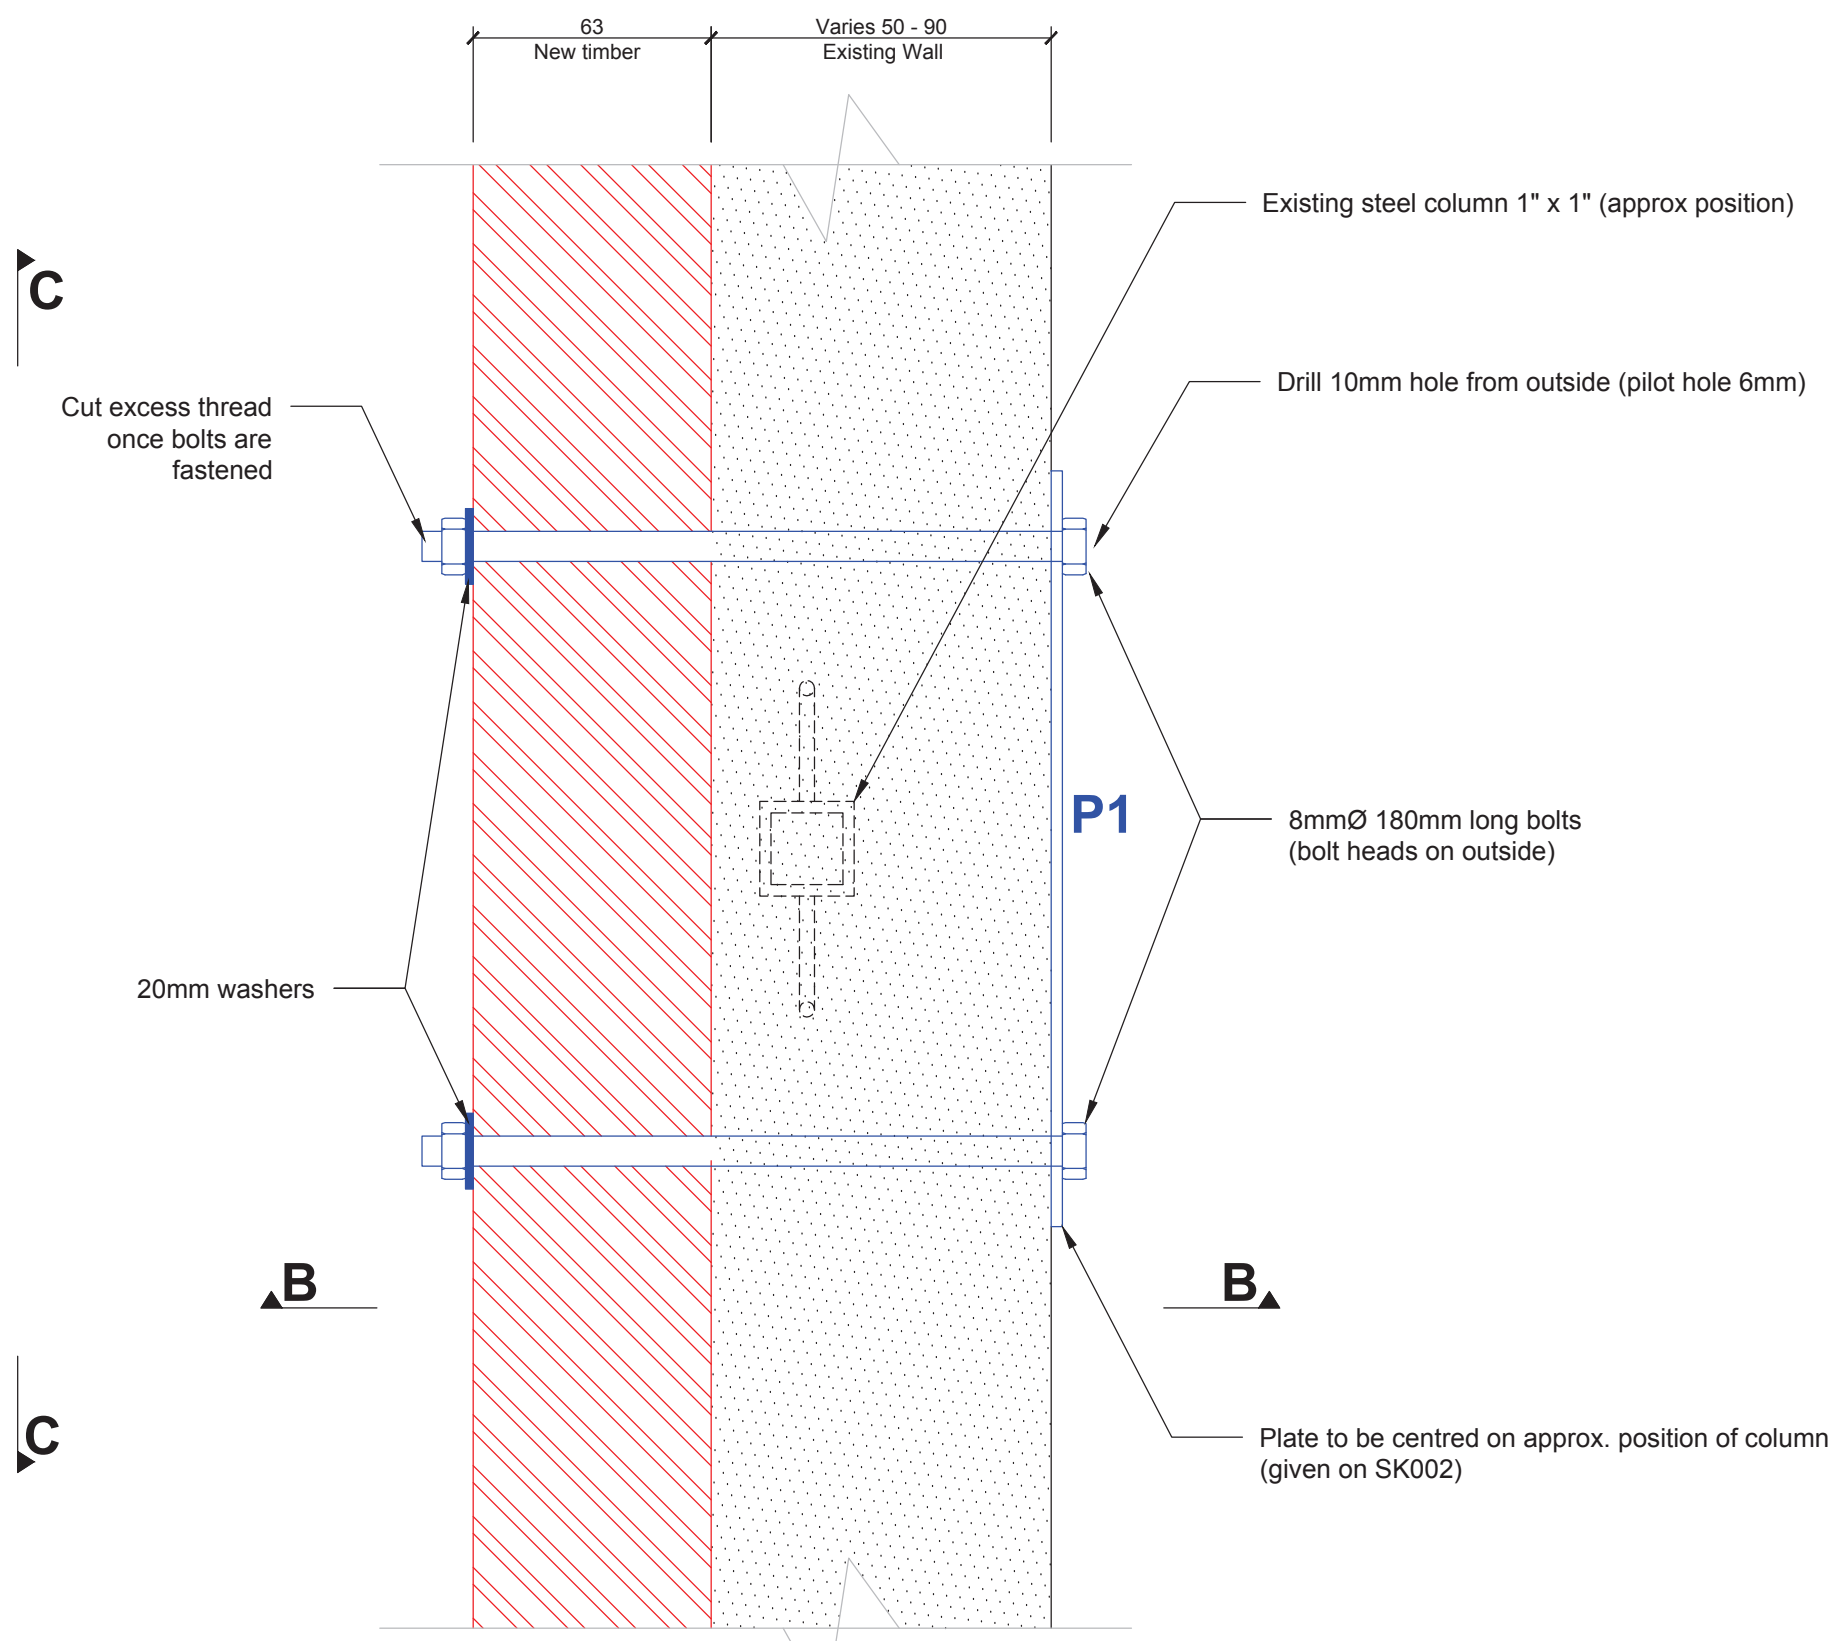 63
New timber
Varies 50 - 90
Existing Wall
Existing steel column 1" x 1" (approx position)
C
Drill 10mm hole from outside (pilot hole 6mm)
Cut excess thread
once bolts are
fastened
P1
8mmØ 180mm long bolts
(bolt heads on outside)
20mm washers
B
B
C
Plate to be centred on approx. position of column
(given on SK002)